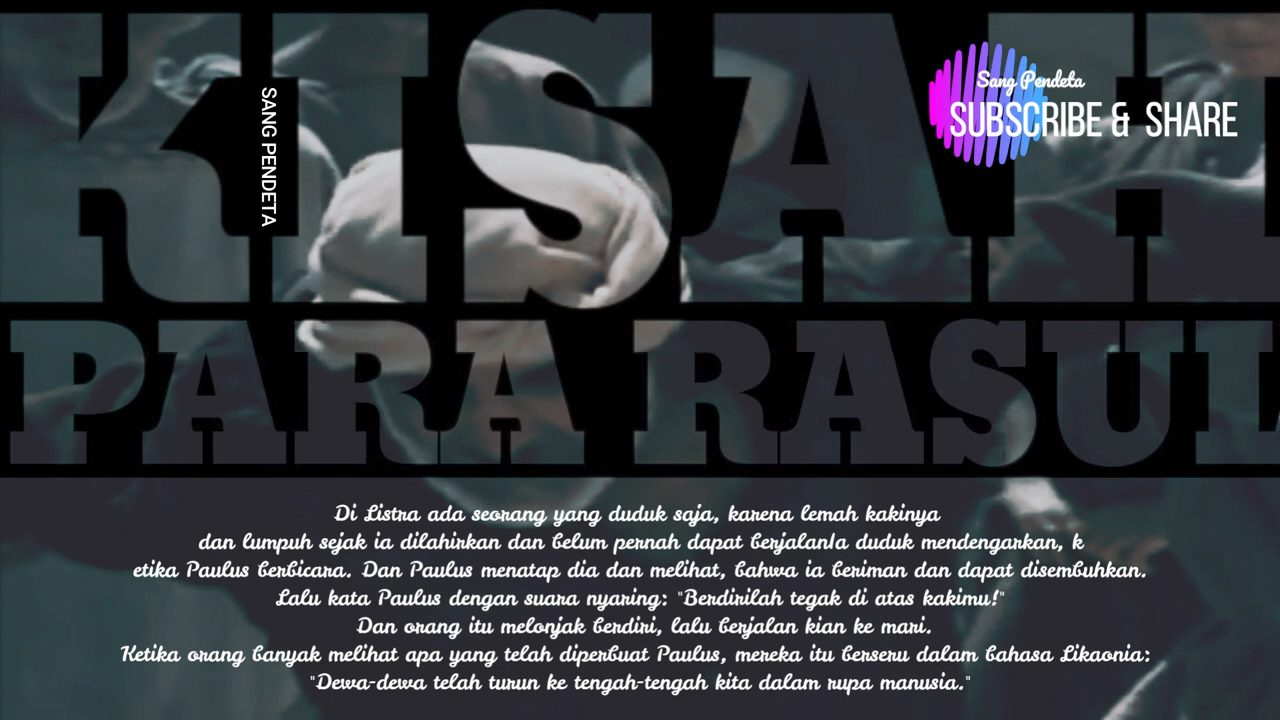 KISAH
SANG PENDETA
Sang Pendeta
SUBSCRIBE & SHARE
PARA RASUL
Di Listra ada seorang yang duduk saja, karena lemah kakinya
dan lumpuh sejak ia dilahirkan dan belum pernah dapat berjalanIa duduk mendengarkan, k
etika Paulus berbicara. Dan Paulus menatap dia dan melihat, bahwa ia beriman dan dapat disembuhkan.
Lalu kata Paulus dengan suara nyaring: "Berdirilah tegak di atas kakimu!"
Dan orang itu melonjak berdiri, lalu berjalan kian ke mari.
Ketika orang banyak melihat apa yang telah diperbuat Paulus, mereka itu berseru dalam bahasa Likaonia:
"Dewa-dewa telah turun ke tengah-tengah kita dalam rupa manusia."